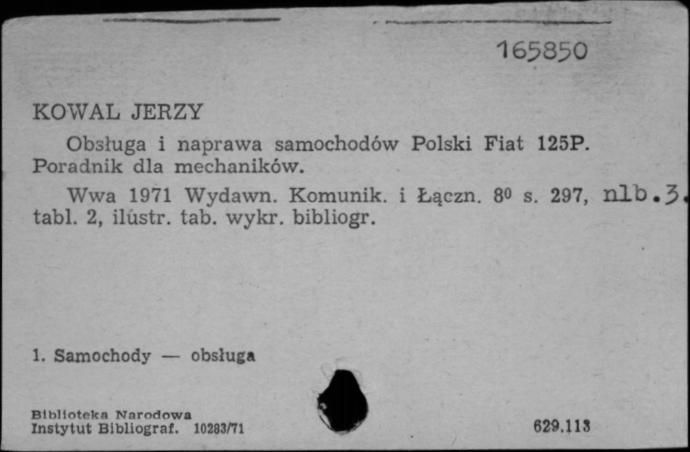 165850
KOWAL JERZY
Obsługa i naprawa samochodów Polski Fiat 125P.
Poradnik dla mechaników.
Wwa 1971 Wydawn. Komunik. i Łączn. 8⁰ s. 297, nlb.3.
tabl. 2, ilustr. tab. wykr. bibliogr.
1. Samochody — obsługa
Biblioteka Narodowa
Instytut Bibliograf. 10283/71
629.113